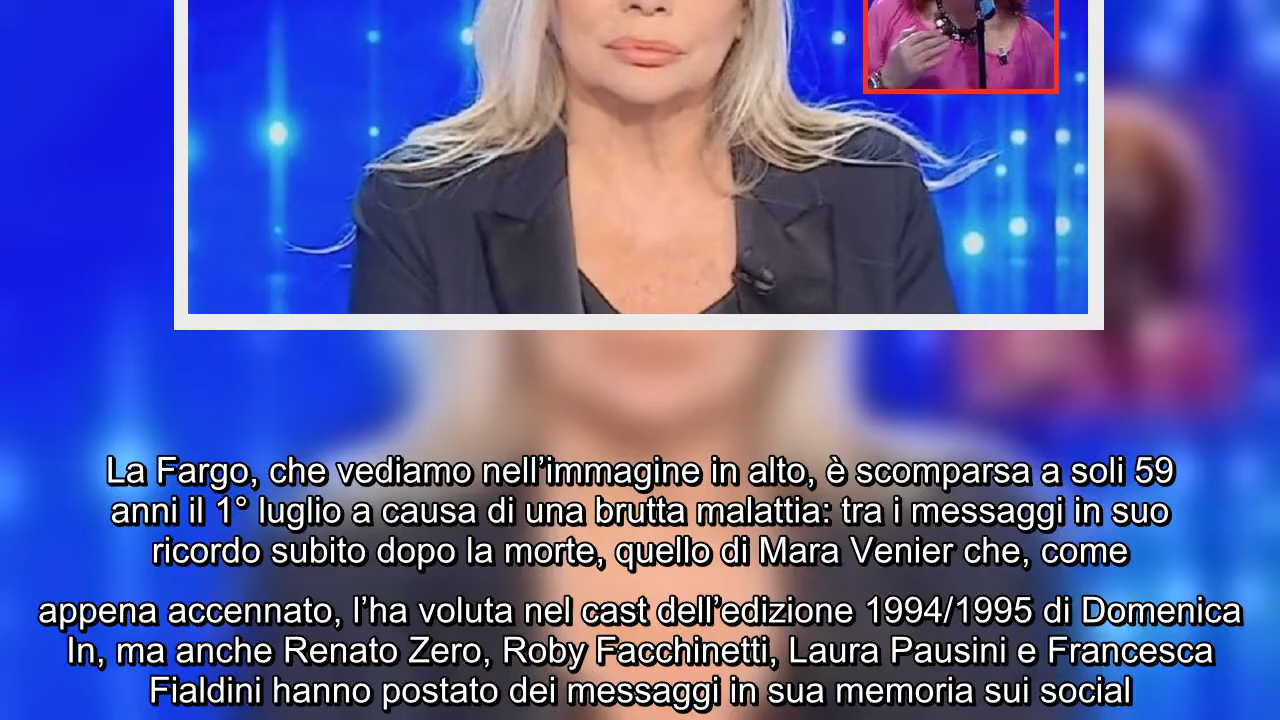 La Fargo, che vediamo nell’immagine in alto, è scomparsa a soli 59
anni il 1° luglio a causa di una brutta malattia: tra i messaggi in suo
ricordo subito dopo la morte, quello di Mara Venier che, come
appena accennato, l’ha voluta nel cast dell’edizione 1994/1995 di Domenica
In, ma anche Renato Zero, Roby Facchinetti, Laura Pausini e Francesca
Fialdini hanno postato dei messaggi in sua memoria sui social